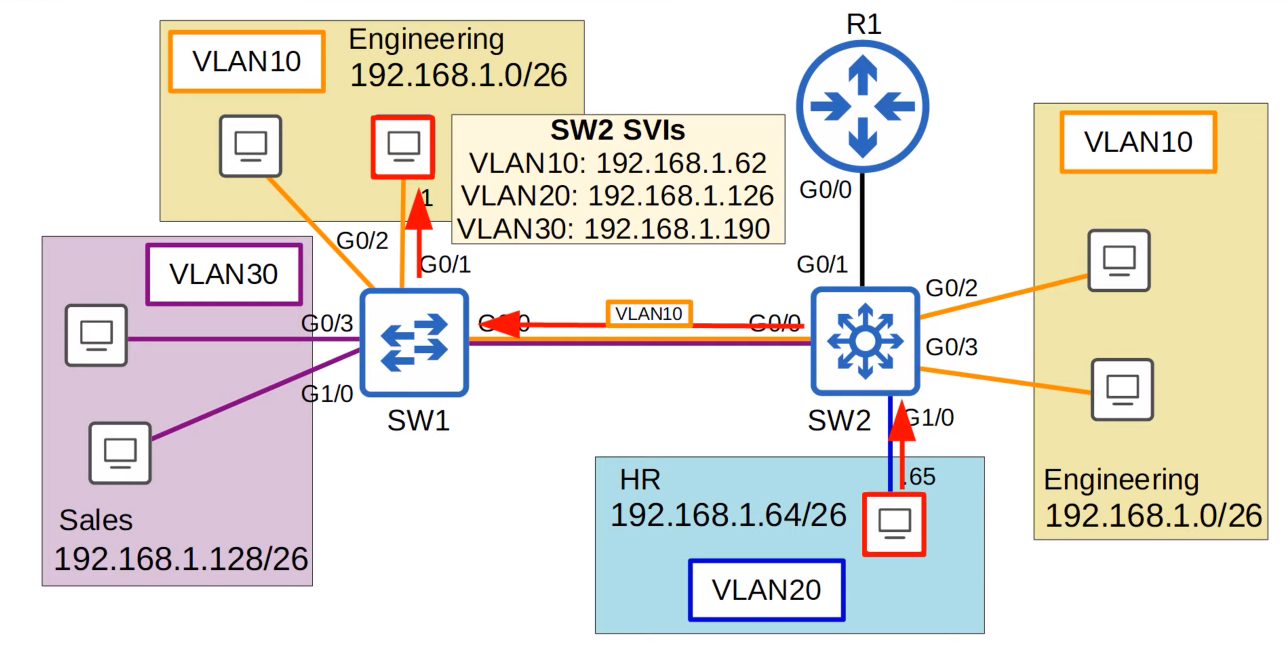 R1
Engineering
192.168.1.0/26
VLAN10
SW2 SVIs
VLAN10: 192.168.1.62
VLAN20: 192.168.1.126
VLAN30: 192.168.1.190
VLAN10
G0/0
1
G0/2
G0/1
VLAN30
G0/1
G0/2
G0/3
VLAN10
G0/0
G0/0
G0/3
G1/0
SW1
SW2
G1/0
.65
HR
192.168.1.64/26
VLAN20
Engineering
192.168.1.0/26
Sales
192.168.1.128/26